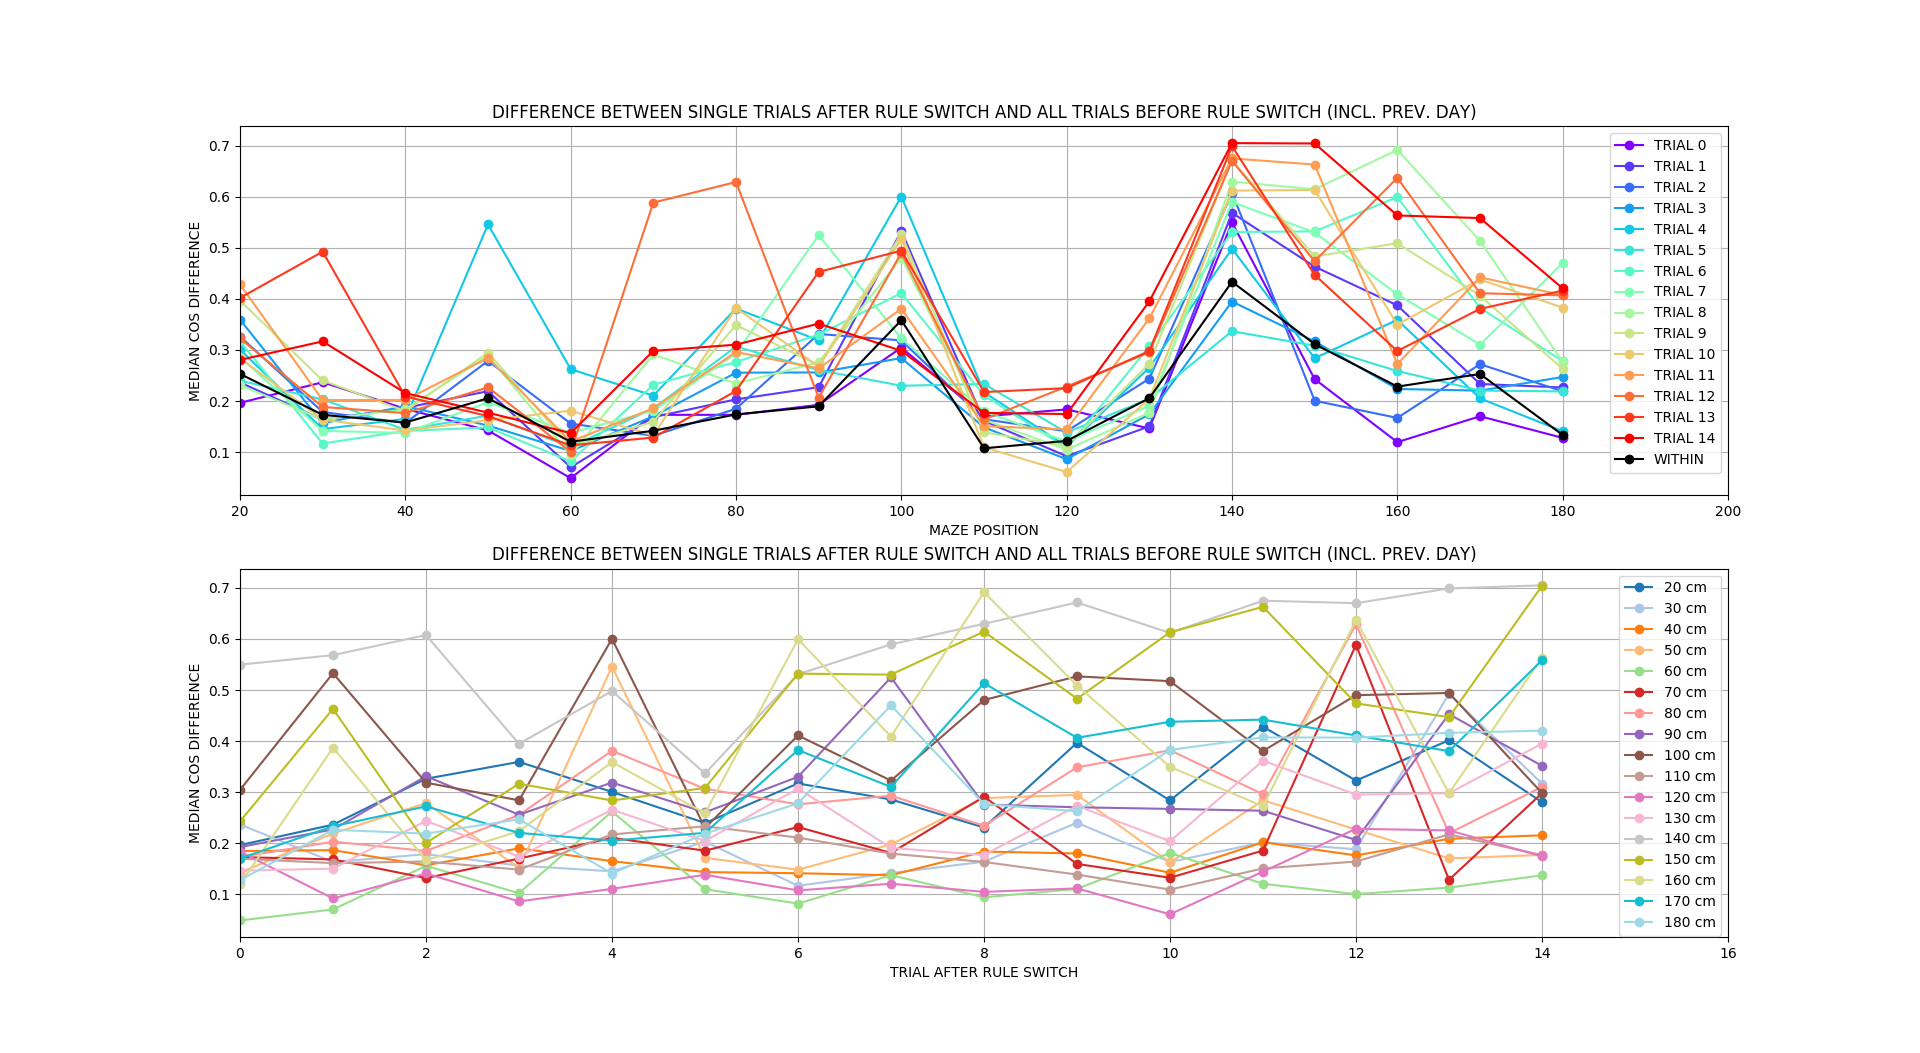 DIFFERENCE BETWEEN SINGLE TRIALS AFTER RULE SWITCH AND ALL TRIALS BEFORE RULE SWITCH (INCL. PREV. DAY)
MEDIAN COS DIFFERENCE
0.7
0.6
0.5
0.4
0.3
0.2
0.1
20 40 60 80 100 120 140 160 180 200
MAZE POSITION
TRIAL 0
TRIAL 1
TRIAL 2
TRIAL 3
TRIAL 4
TRIAL 5
TRIAL 6
TRIAL 7
TRIAL 8
TRIAL 9
TRIAL 10
TRIAL 11
TRIAL 12
TRIAL 13
TRIAL 14
WITHIN
DIFFERENCE BETWEEN SINGLE TRIALS AFTER RULE SWITCH AND ALL TRIALS BEFORE RULE SWITCH (INCL. PREV. DAY)
MEDIAN COS DIFFERENCE
0.7
0.6
0.5
0.4
0.3
0.2
0.1
0 2 4 6 8 10 12 14 16
TRIAL AFTER RULE SWITCH
20 cm
30 cm
40 cm
50 cm
60 cm
70 cm
80 cm
90 cm
100 cm
110 cm
120 cm
130 cm
140 cm
150 cm
160 cm
170 cm
180 cm